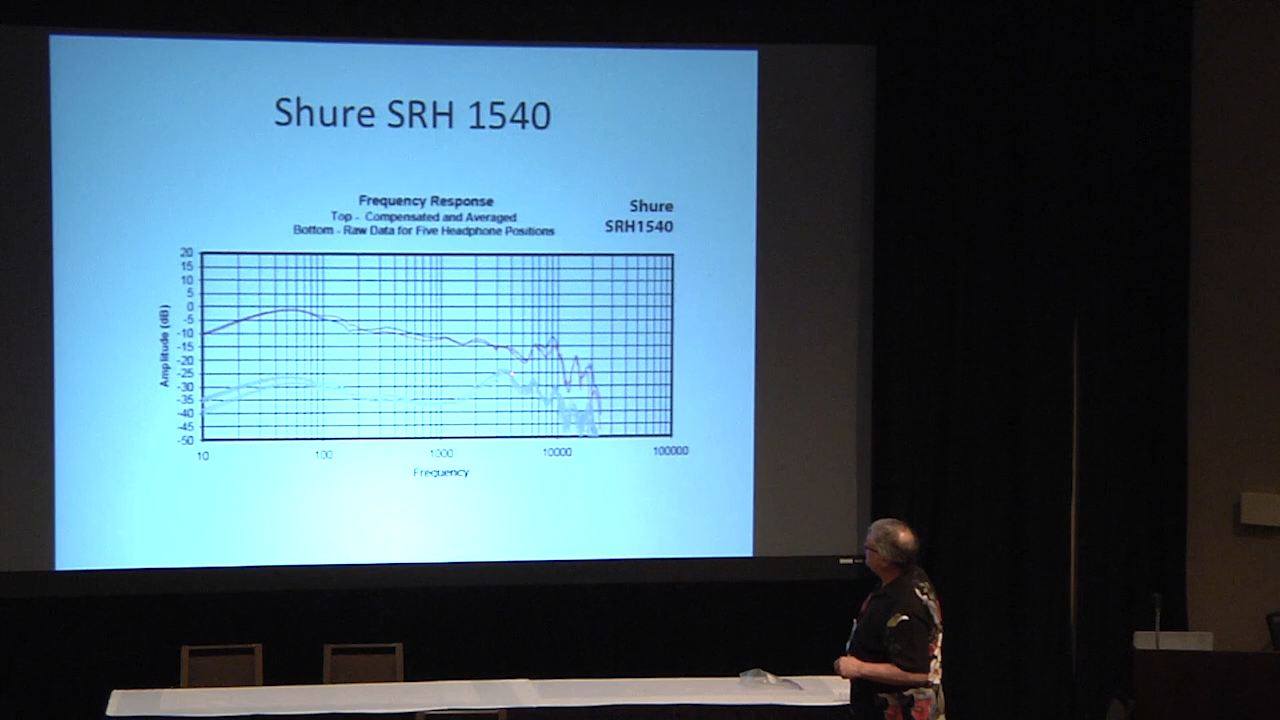 Shure SRH 1540
Frequency Response
Top - Compensated and Averaged
Bottom - Raw Data for Five Headphone Positions
Shure
SRH1540
20
15
10
5
0
-5
-10
-15
-20
-25
-30
-35
-40
-45
-50
Amplitude (dB)
10
100
1000
10000
100000
Frequency